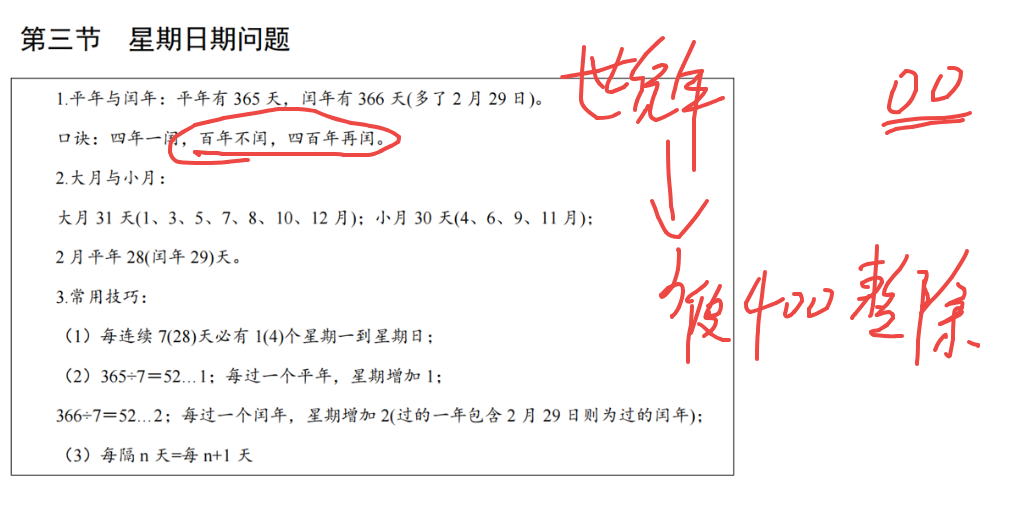 第三节 星期日期问题
1.平年与闰年：平年有 365 天，闰年有 366 天(多了 2 月 29 日)。
口诀：四年一闰，百年不闰，四百年再闰。
2.大月与小月：
大月 31 天(1、3、5、7、8、10、12 月)；小月 30 天(4、6、9、11 月)；
2 月平年 28(闰年 29)天。
3.常用技巧：
（1）每连续 7(28)天必有 1(4)个星期一到星期日；
（2）365÷7＝52…1；每过一个平年，星期增加 1；
366÷7＝52…2；每过一个闰年，星期增加 2(过的一年包含 2 月 29 日则为过的闰年)；
（3）每隔 n 天=每 n+1 天
世纪年
00
被400整除